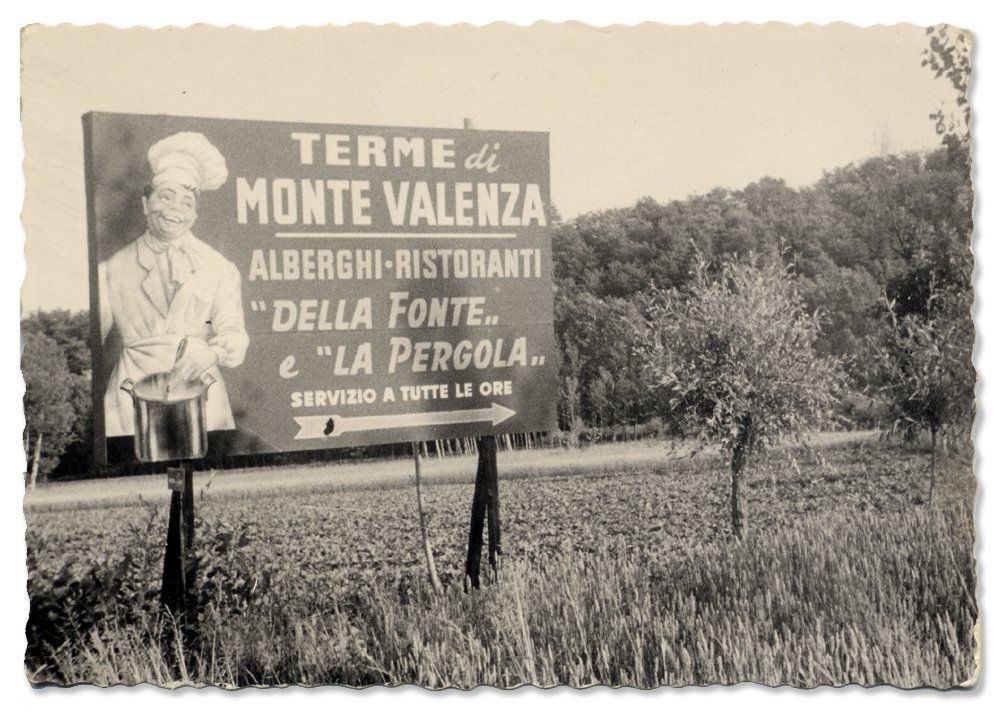 TERME di
MONTE VALENZA
ALBERGHI·RISTORANTI
"DELLA FONTE„
e "LA PERGOLA„
SERVIZIO A TUTTE LE ORE